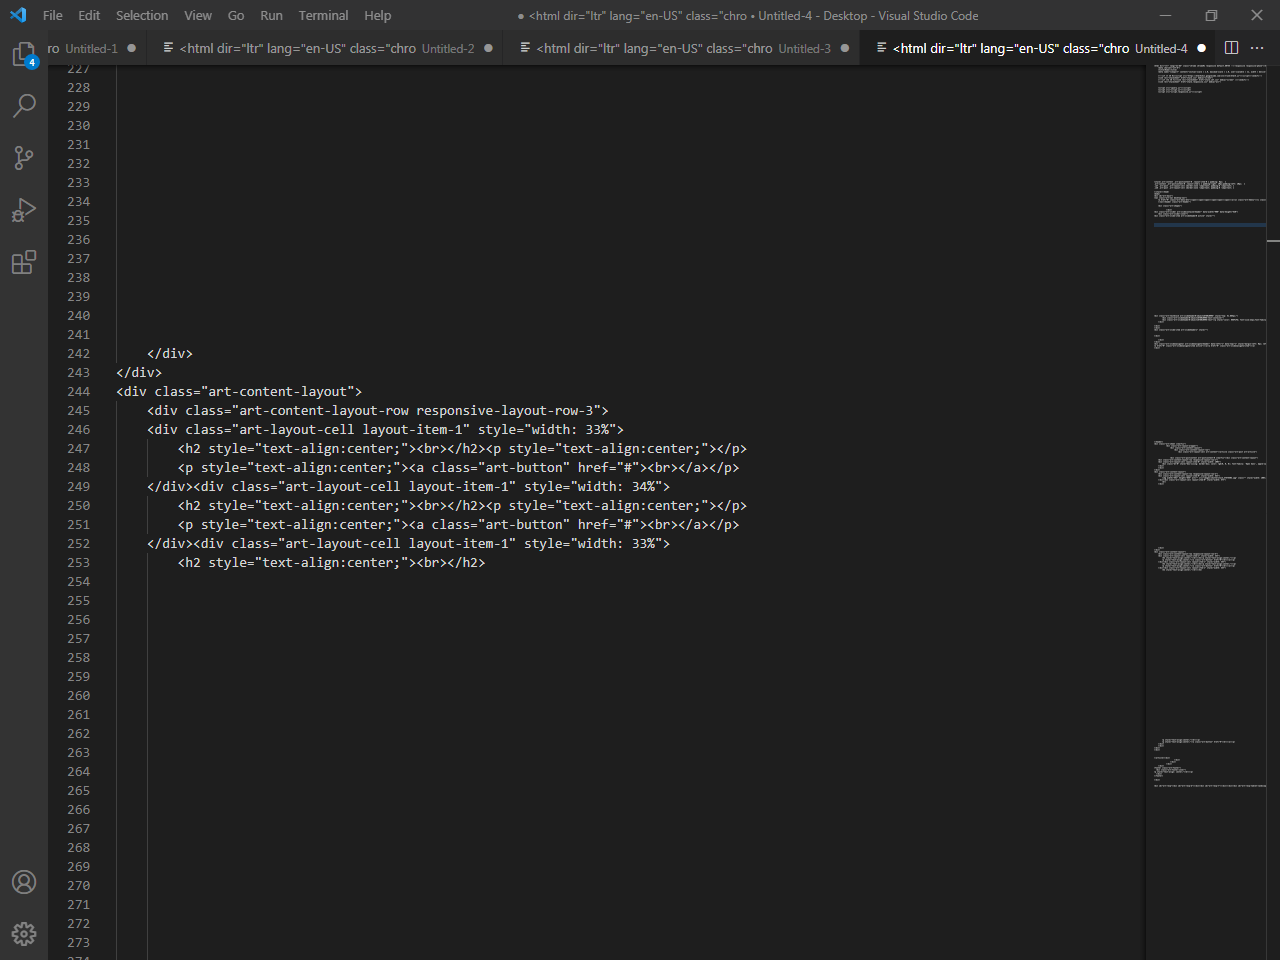 File Edit Selection View Go Run Terminal Help
● <html dir="ltr" lang="en-US" class="chro • Untitled-4 - Desktop - Visual Studio Code
ro Untitled-1 ● <html dir="ltr" lang="en-US" class="chro Untitled-2 ● <html dir="ltr" lang="en-US" class="chro Untitled-3 ● <html dir="ltr" lang="en-US" class="chro Untitled-4 ●
4
227
228
229
230
231
232
233
234
235
236
237
238
239
240
241
242 </div>
243 </div>
244 <div class="art-content-layout">
245 <div class="art-content-layout-row responsive-layout-row-3">
246 <div class="art-layout-cell layout-item-1" style="width: 33%">
247 <h2 style="text-align:center;"><br></h2><p style="text-align:center;"></p>
248 <p style="text-align:center;"><a class="art-button" href="#"><br></a></p>
249 </div><div class="art-layout-cell layout-item-1" style="width: 34%">
250 <h2 style="text-align:center;"><br></h2><p style="text-align:center;"></p>
251 <p style="text-align:center;"><a class="art-button" href="#"><br></a></p>
252 </div><div class="art-layout-cell layout-item-1" style="width: 33%">
253 <h2 style="text-align:center;"><br></h2>
254
255
256
257
258
259
260
261
262
263
264
265
266
267
268
269
270
271
272
273
274